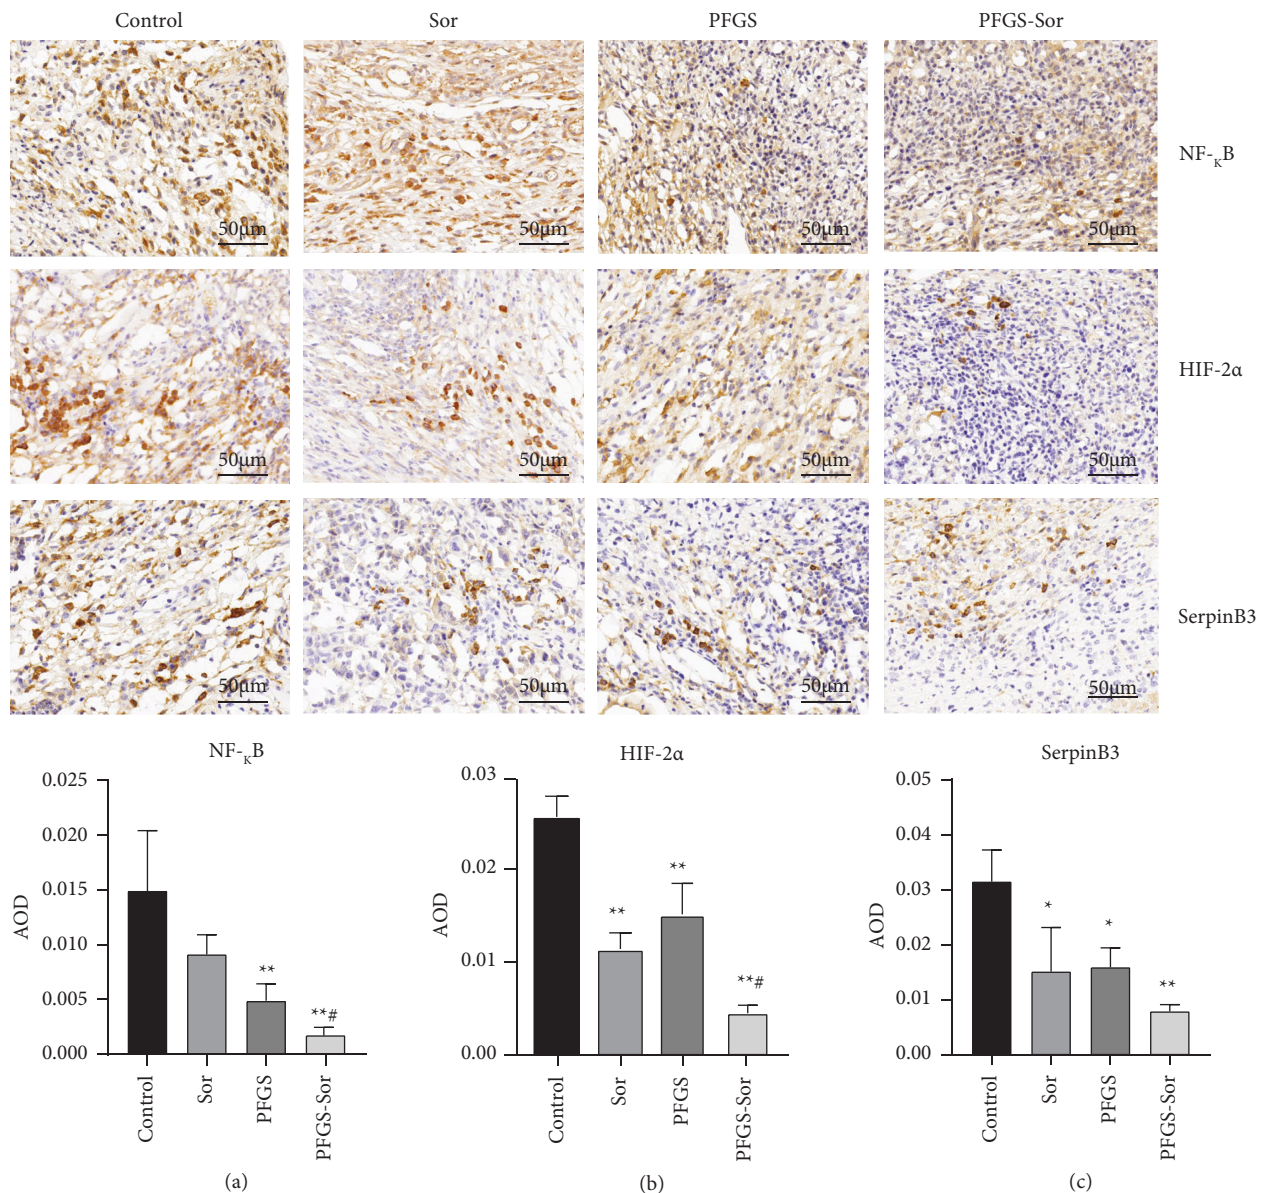 Control Sor PFGS PFGS-Sor
50μm 50μm 50μm 50μm NF-κB
50μm 50μm 50μm 50μm HIF-2α
50μm 50μm 50μm 50μm SerpinB3
NF-κB
0.025
0.020
0.015
0.010
0.005
0.000
AOD
**
**#
Control Sor PFGS PFGS-Sor
(a)
HIF-2α
0.03
0.02
0.01
0.00
AOD
**
**
**#
Control Sor PFGS PFGS-Sor
(b)
SerpinB3
0.05
0.04
0.03
0.02
0.01
0.00
AOD
*
*
**
Control Sor PFGS PFGS-Sor
(c)